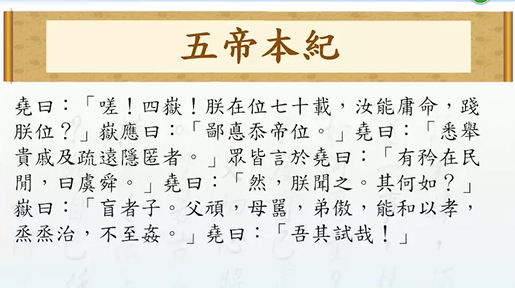 五帝本紀
堯曰：「嗟！四嶽！朕在位七十載，汝能庸命，踐
朕位？」嶽應曰：「鄙悳忝帝位。」堯曰：「悉舉
貴戚及疏遠隱匿者。」眾皆言於堯曰：「有矜在民
閒，曰虞舜。」堯曰：「然，朕聞之。其何如？」
嶽曰：「盲者子。父頑，母嚚，弟傲，能和以孝，
烝烝治，不至姦。」堯曰：「吾其試哉！」